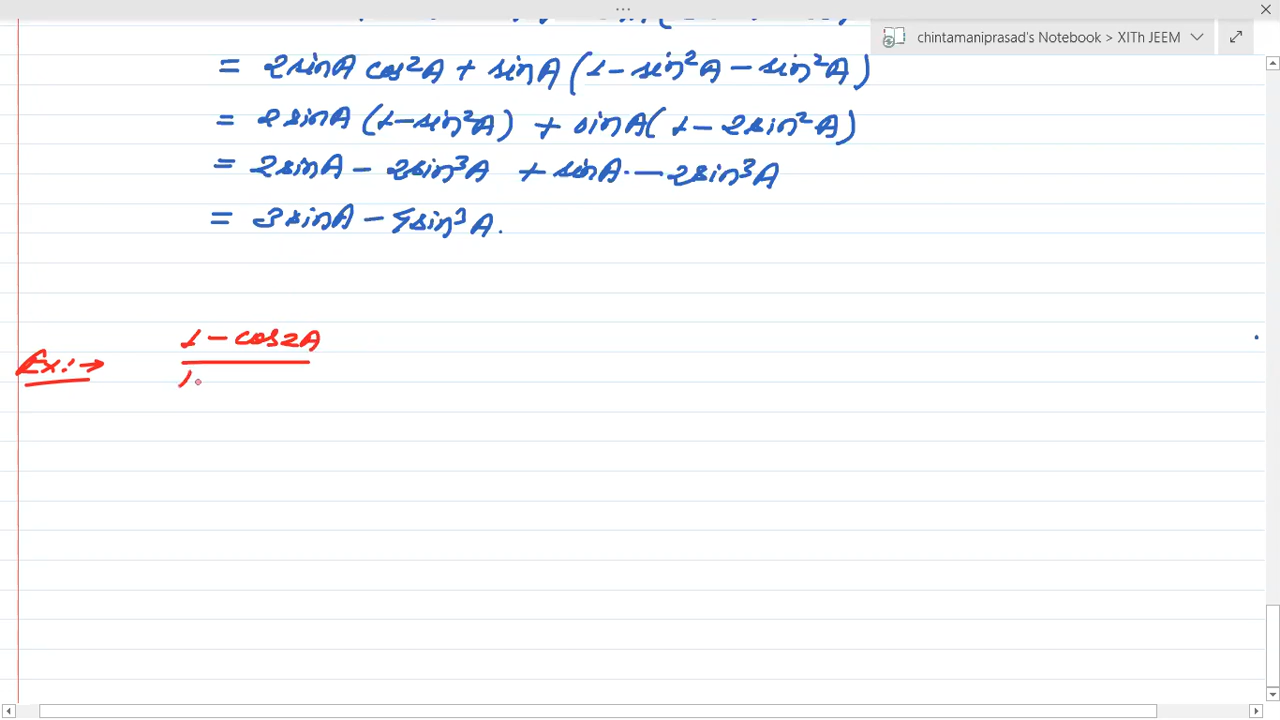 chintamaniprasad's Notebook > XITh JEEM
= 2sinA cos²A + sinA (1 - sin²A - sin²A)
= 2sinA (1 - sin²A) + sinA (1 - 2sin²A)
= 2sinA - 2sin³A + sinA - 2sin³A
= 3sinA - 4sin³A.
Ex:→
1 - cos2A
1